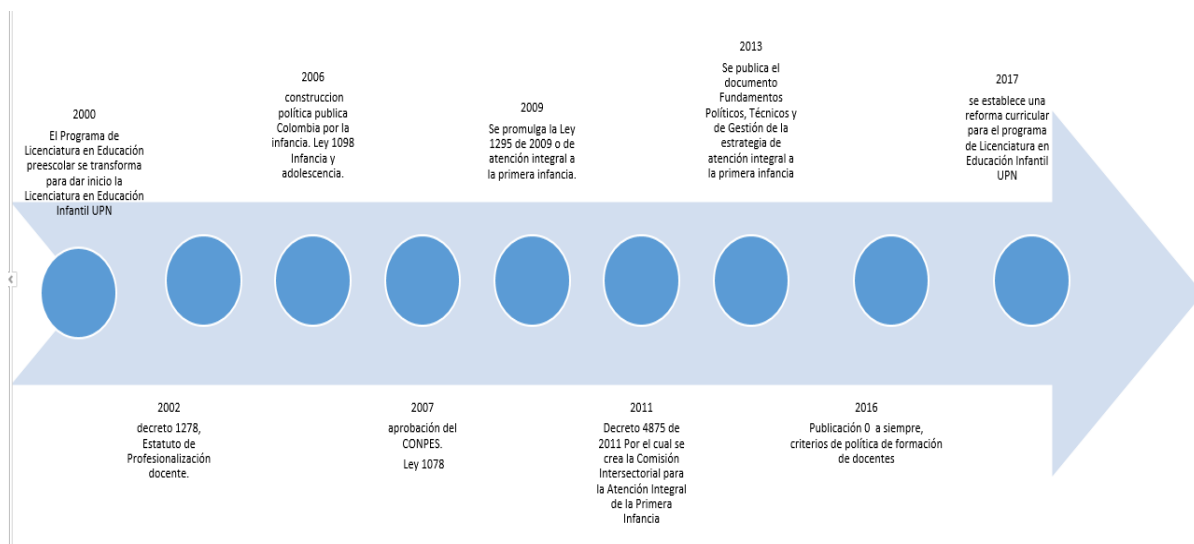 2000
El Programa de
Licenciatura en Educación
preescolar se transforma
para dar inicio la
Licenciatura en Educación
Infantil UPN
2002
decreto 1278,
Estatuto de
Profesionalización
docente.
2006
construccion
política publica
Colombia por la
infancia. Ley 1098
Infancia y
adolescencia.
2007
aprobación del
CONPES.
Ley 1078
2009
Se promulga la Ley
1295 de 2009 o de
atención integral a
la primera infancia.
2011
Decreto 4875 de
2011 Por el cual se
crea la Comisión
Intersectorial para
la Atención Integral
de la Primera
Infancia
2013
Se publica el
documento
Fundamentos
Políticos, Técnicos y
de Gestión de la
estrategia de
atención integral a
la primera infancia
2016
Publicación 0 a siempre,
criterios de política de formación
de docentes
2017
se establece una
reforma curricular
para el programa
de Licenciatura en
Educación Infantil
UPN